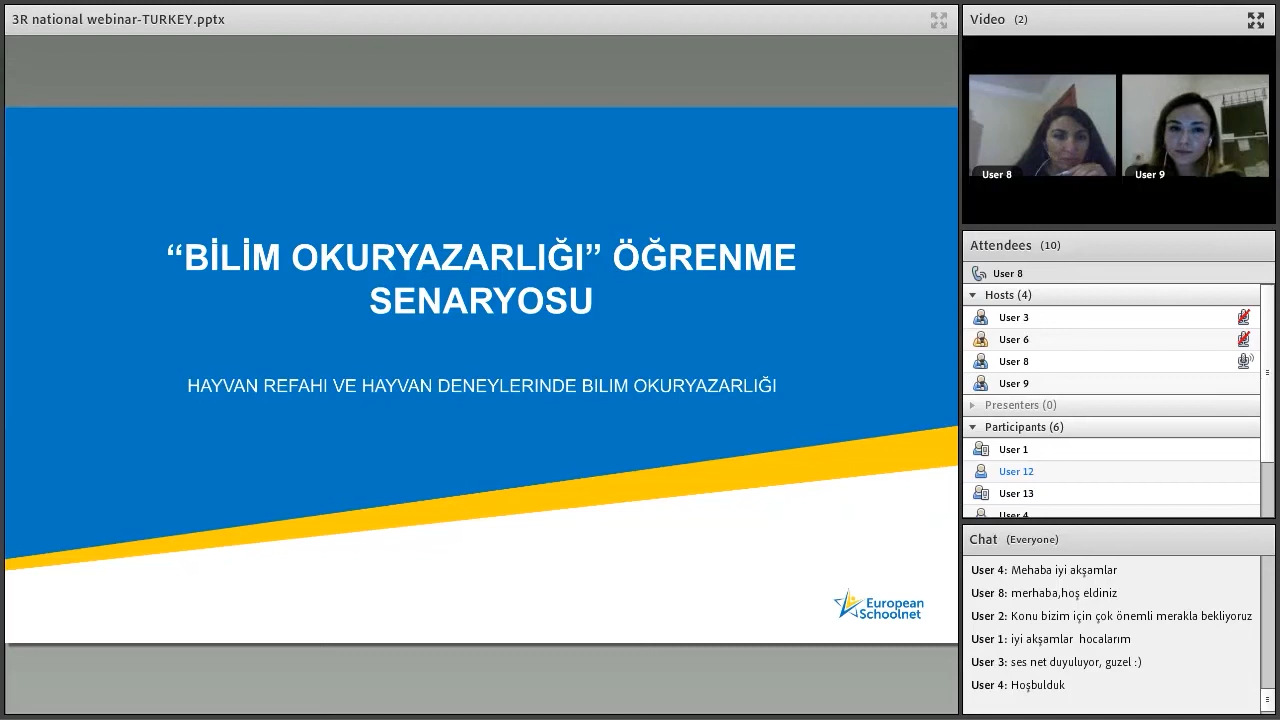 3R national webinar-TURKEY.pptx
“BİLİM OKURYAZARLIĞI” ÖĞRENME
SENARYOSU
HAYVAN REFAHI VE HAYVAN DENEYLERINDE BILIM OKURYAZARLIĞI
European
Schoolnet
Video (2)
User 8
User 9
Attendees (10)
User 8
Hosts (4)
User 3
User 6
User 8
User 9
Presenters (0)
Participants (6)
User 1
User 12
User 13
User 4
Chat (Everyone)
User 4: Mehaba iyi akşamlar
User 8: merhaba,hoş eldiniz
User 2: Konu bizim için çok önemli merakla bekliyoruz
User 1: iyi akşamlar hocalarım
User 3: ses net duyuluyor, guzel :)
User 4: Hoşbulduk